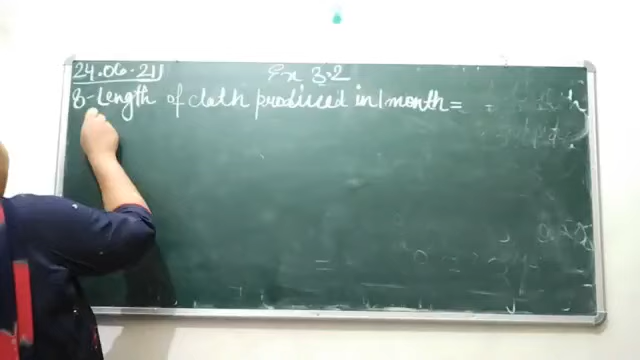 24.06.21
Ex 3.2
8- Length of cloth produced in 1 month =